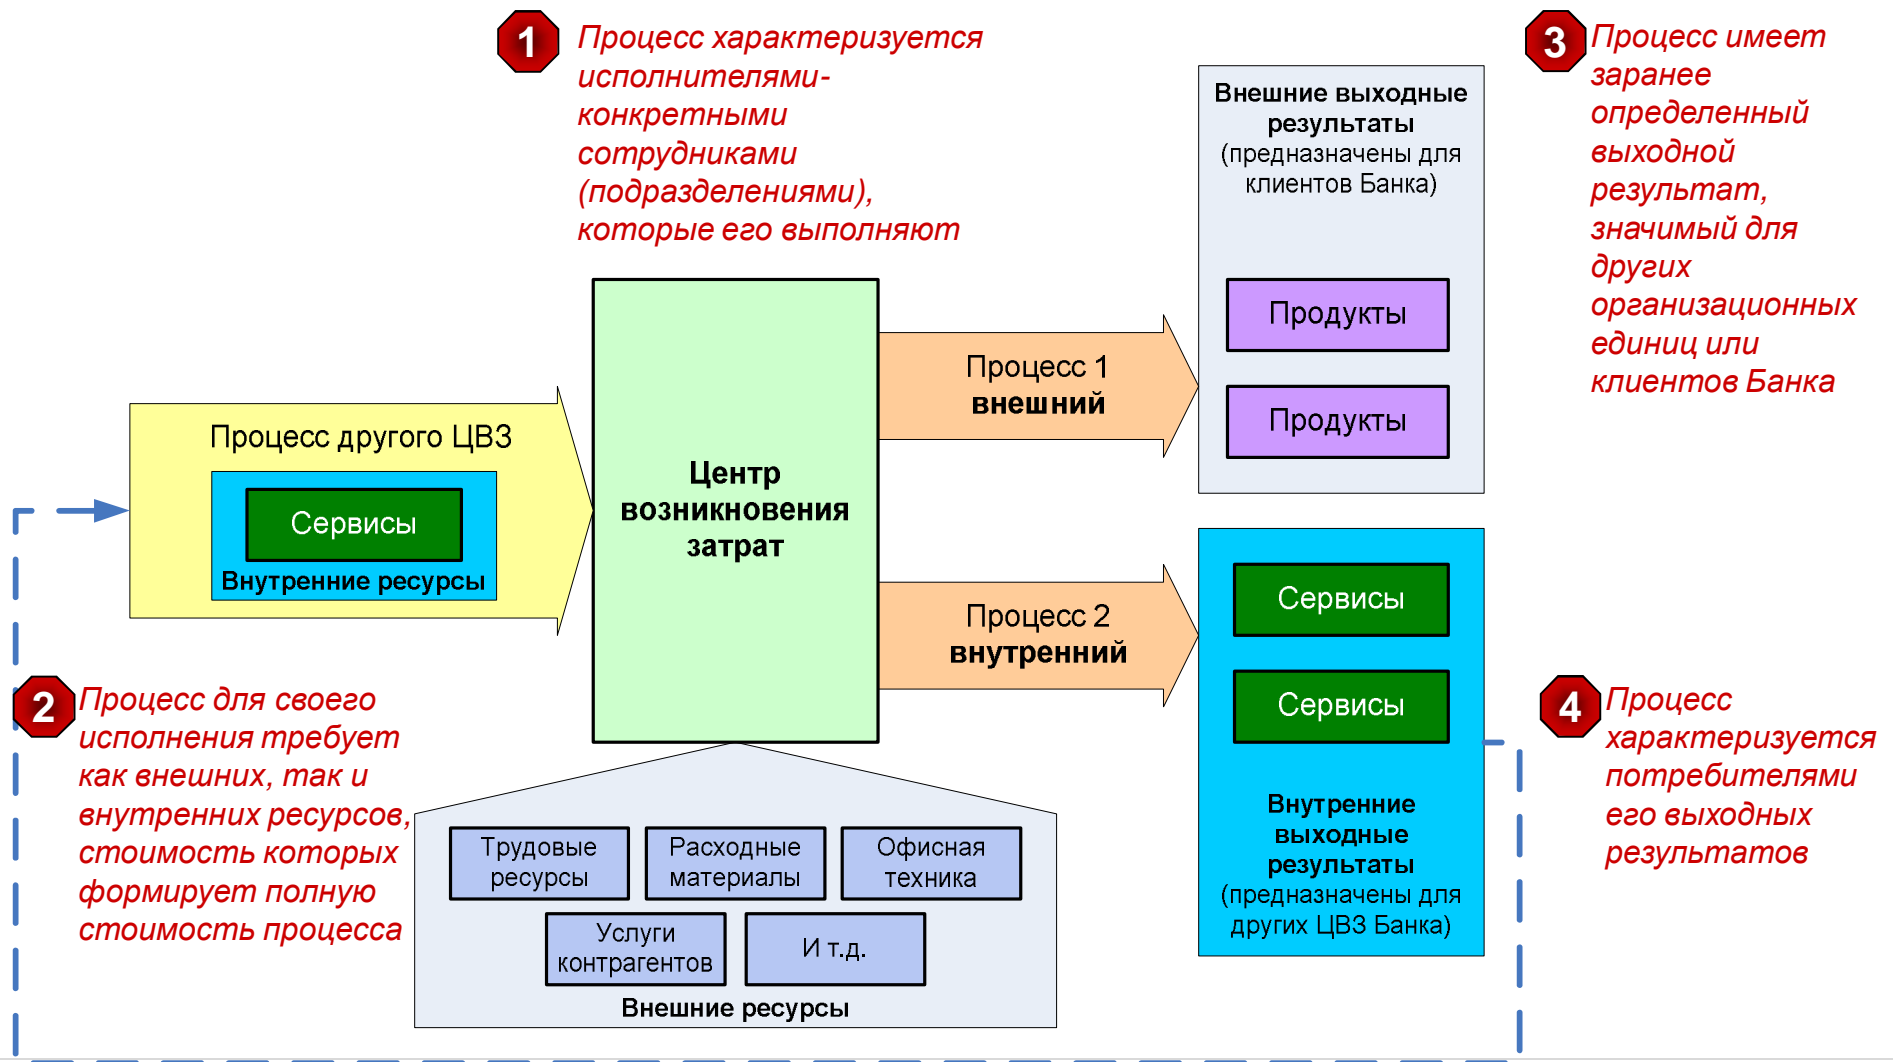 1
Процесс характеризуется
исполнителями-
конкретными
сотрудниками
(подразделениями),
которые его выполняют
Внешние выходные
результаты
(предназначены для
клиентов Банка)
Продукты
Продукты
3
Процесс имеет
заранее
определенный
выходной
результат,
значимый для
других
организационных
единиц или
клиентов Банка
Процесс другого ЦВЗ
Сервисы
Внутренние ресурсы
Центр
возникновения
затрат
Процесс 1
внешний
Процесс 2
внутренний
Сервисы
Сервисы
Внутренние
выходные
результаты
(предназначены для
других ЦВЗ Банка)
2
Процесс для своего
исполнения требует
как внешних, так и
внутренних ресурсов,
стоимость которых
формирует полную
стоимость процесса
Трудовые
ресурсы
Расходные
материалы
Офисная
техника
Услуги
контрагентов
И т.д.
Внешние ресурсы
4
Процесс
характеризуется
потребителями
его выходных
результатов